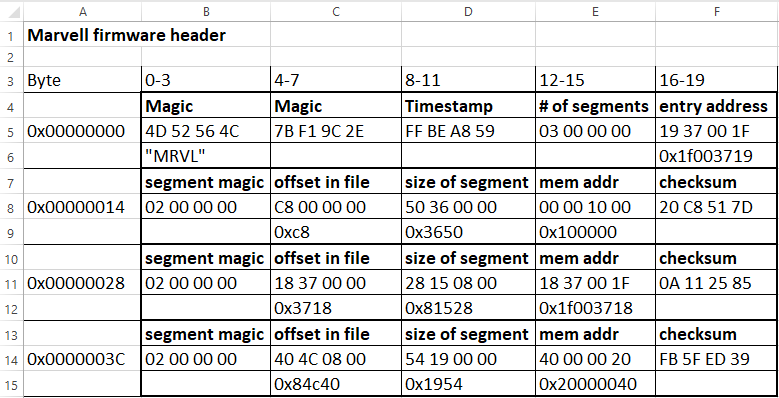 A B C D E F
1 Marvell firmware header
2
3 Byte 0-3 4-7 8-11 12-15 16-19
4 Magic Magic Timestamp # of segments entry address
5 0x00000000 4D 52 56 4C 7B F1 9C 2E FF BE A8 59 03 00 00 00 19 37 00 1F
6 "MRVL" 0x1f003719
7 segment magic offset in file size of segment mem addr checksum
8 0x00000014 02 00 00 00 C8 00 00 00 50 36 00 00 00 00 10 00 20 C8 51 7D
9 0xc8 0x3650 0x100000
10 segment magic offset in file size of segment mem addr checksum
11 0x00000028 02 00 00 00 18 37 00 00 28 15 08 00 18 37 00 1F 0A 11 25 85
12 0x3718 0x81528 0x1f003718
13 segment magic offset in file size of segment mem addr checksum
14 0x0000003C 02 00 00 00 40 4C 08 00 54 19 00 00 40 00 00 20 FB 5F ED 39
15 0x84c40 0x1954 0x20000040